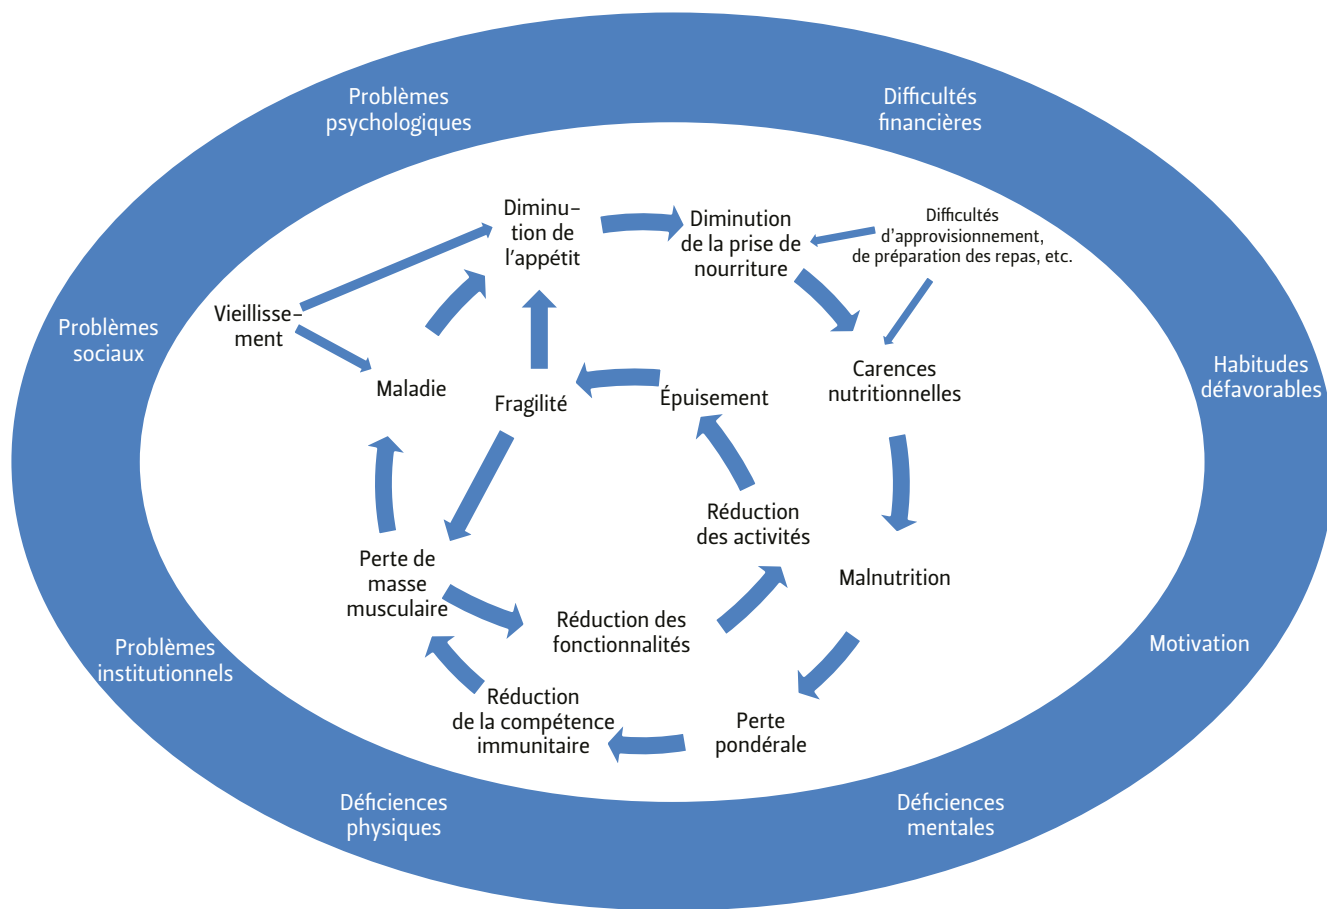 Problèmes
psychologiques
Difficultés
financières
Diminu–
tion de
l'appétit
Diminution
de la prise de
nourriture
Difficultés
d'approvisionnement,
de préparation des repas, etc.
Vieillisse–
ment
Problèmes
sociaux
Maladie
Fragilité
Épuisement
Carences
nutritionnelles
Habitudes
défavorables
Réduction
des activités
Perte de
masse
musculaire
Malnutrition
Réduction des
fonctionnalités
Problèmes
institutionnels
Motivation
Réduction
de la compétence
immunitaire
Perte
pondérale
Déficiences
physiques
Déficiences
mentales